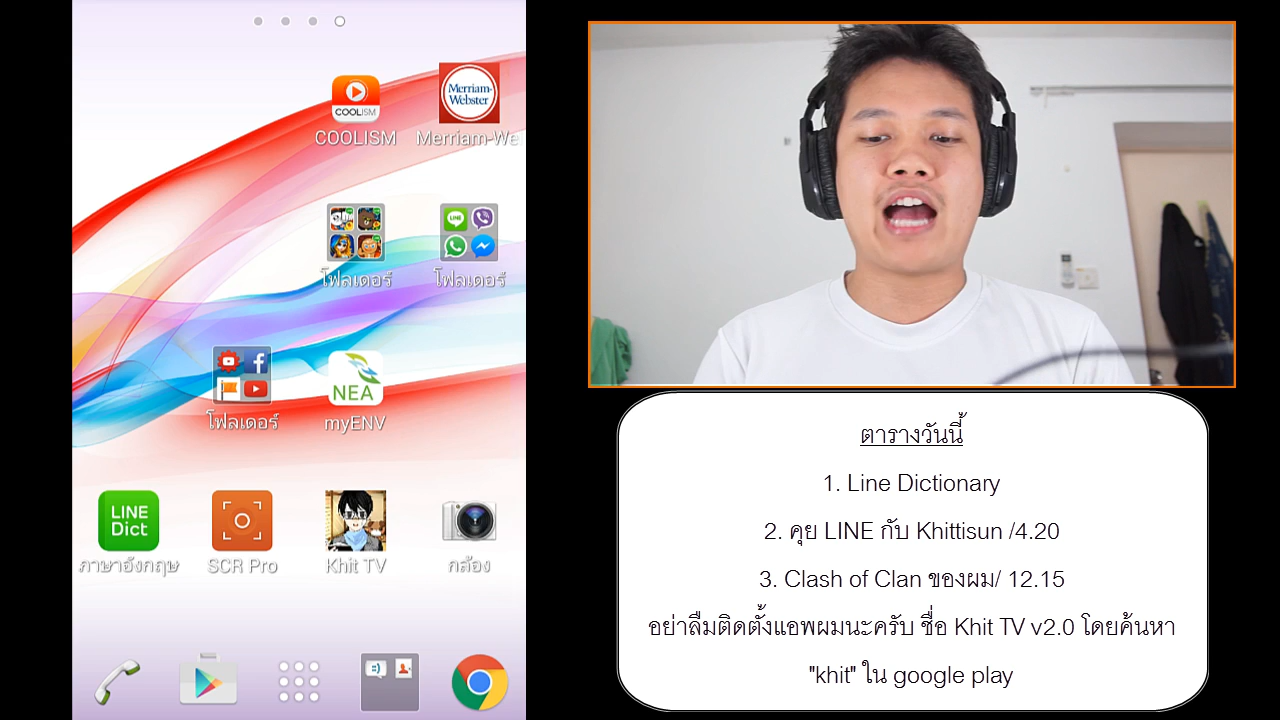 COOLISM
Merriam-
Webster
COOLISM
Merriam-We
LINE
โฟลเดอร์
โฟลเดอร์
NEA
โฟลเดอร์
myENV
LINE
Dict
ภาษาอังกฤษ
SCR Pro
Khit TV
กล้อง
ตารางวันนี้
1. Line Dictionary
2. คุย LINE กับ Khittisun /4.20
3. Clash of Clan ของผม/ 12.15
อย่าลืมติดตั้งแอพผมนะครับ ชื่อ Khit TV v2.0 โดยค้นหา
"khit" ใน google play